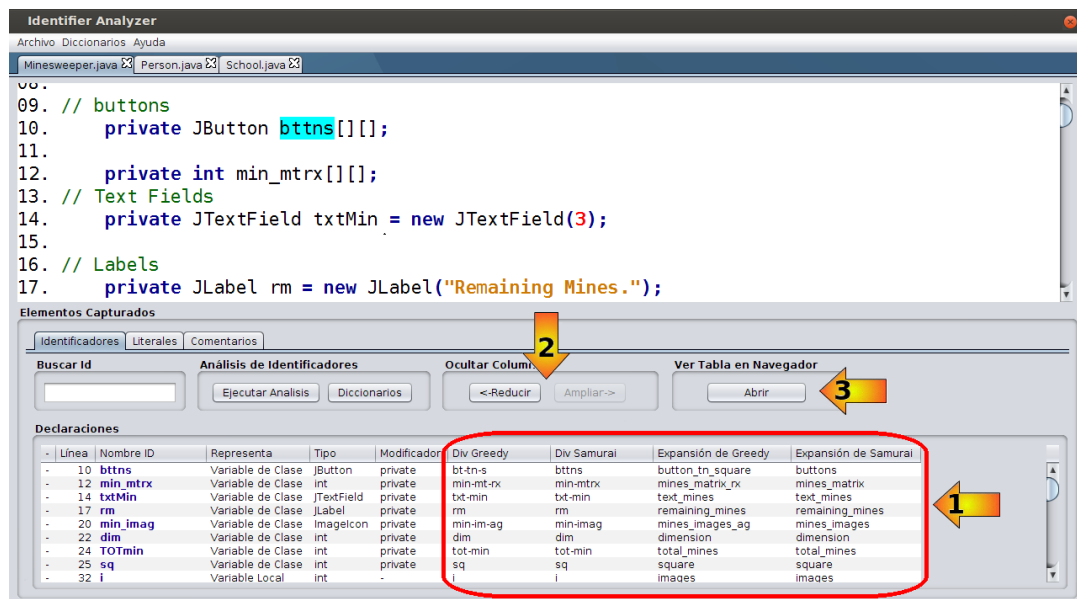 Identifier Analyzer
Archivo Diccionarios Ayuda
Minesweeper.java Person.java School.java
08.
09. // buttons
10. private JButton bttns[][];
11.
12. private int min_mtrx[][];
13. // Text Fields
14. private JTextField txtMin = new JTextField(3);
15.
16. // Labels
17. private JLabel rm = new JLabel("Remaining Mines.");
Elementos Capturados
Identificadores Literales Comentarios
Buscar Id Análisis de Identificadores Ocultar Colum Ver Tabla en Navegador
2
Ejecutar Analisis Diccionarios <-Reducir Ampliar-> Abrir 3
Declaraciones
- Línea Nombre ID Representa Tipo Modificador Div Greedy Div Samurai Expansión de Greedy Expansión de Samurai
- 10 bttns Variable de Clase JButton private bt-tn-s bttns button_tn_square buttons
- 12 min_mtrx Variable de Clase int private min-mt-rx min-mtrx mines_matrix_rx mines_matrix
- 14 txtMin Variable de Clase JTextField private txt-min txt-min text_mines text_mines
- 17 rm Variable de Clase JLabel private rm rm remaining_mines remaining_mines
1
- 20 min_imag Variable de Clase ImageIcon private min-im-ag min-imag mines_images_ag mines_images
- 22 dim Variable de Clase int private dim dim dimension dimension
- 24 TOTmin Variable de Clase int private tot-min tot-min total_mines total_mines
- 25 sq Variable de Clase int private sq sq square square
- 32 i Variable Local int - i i images images